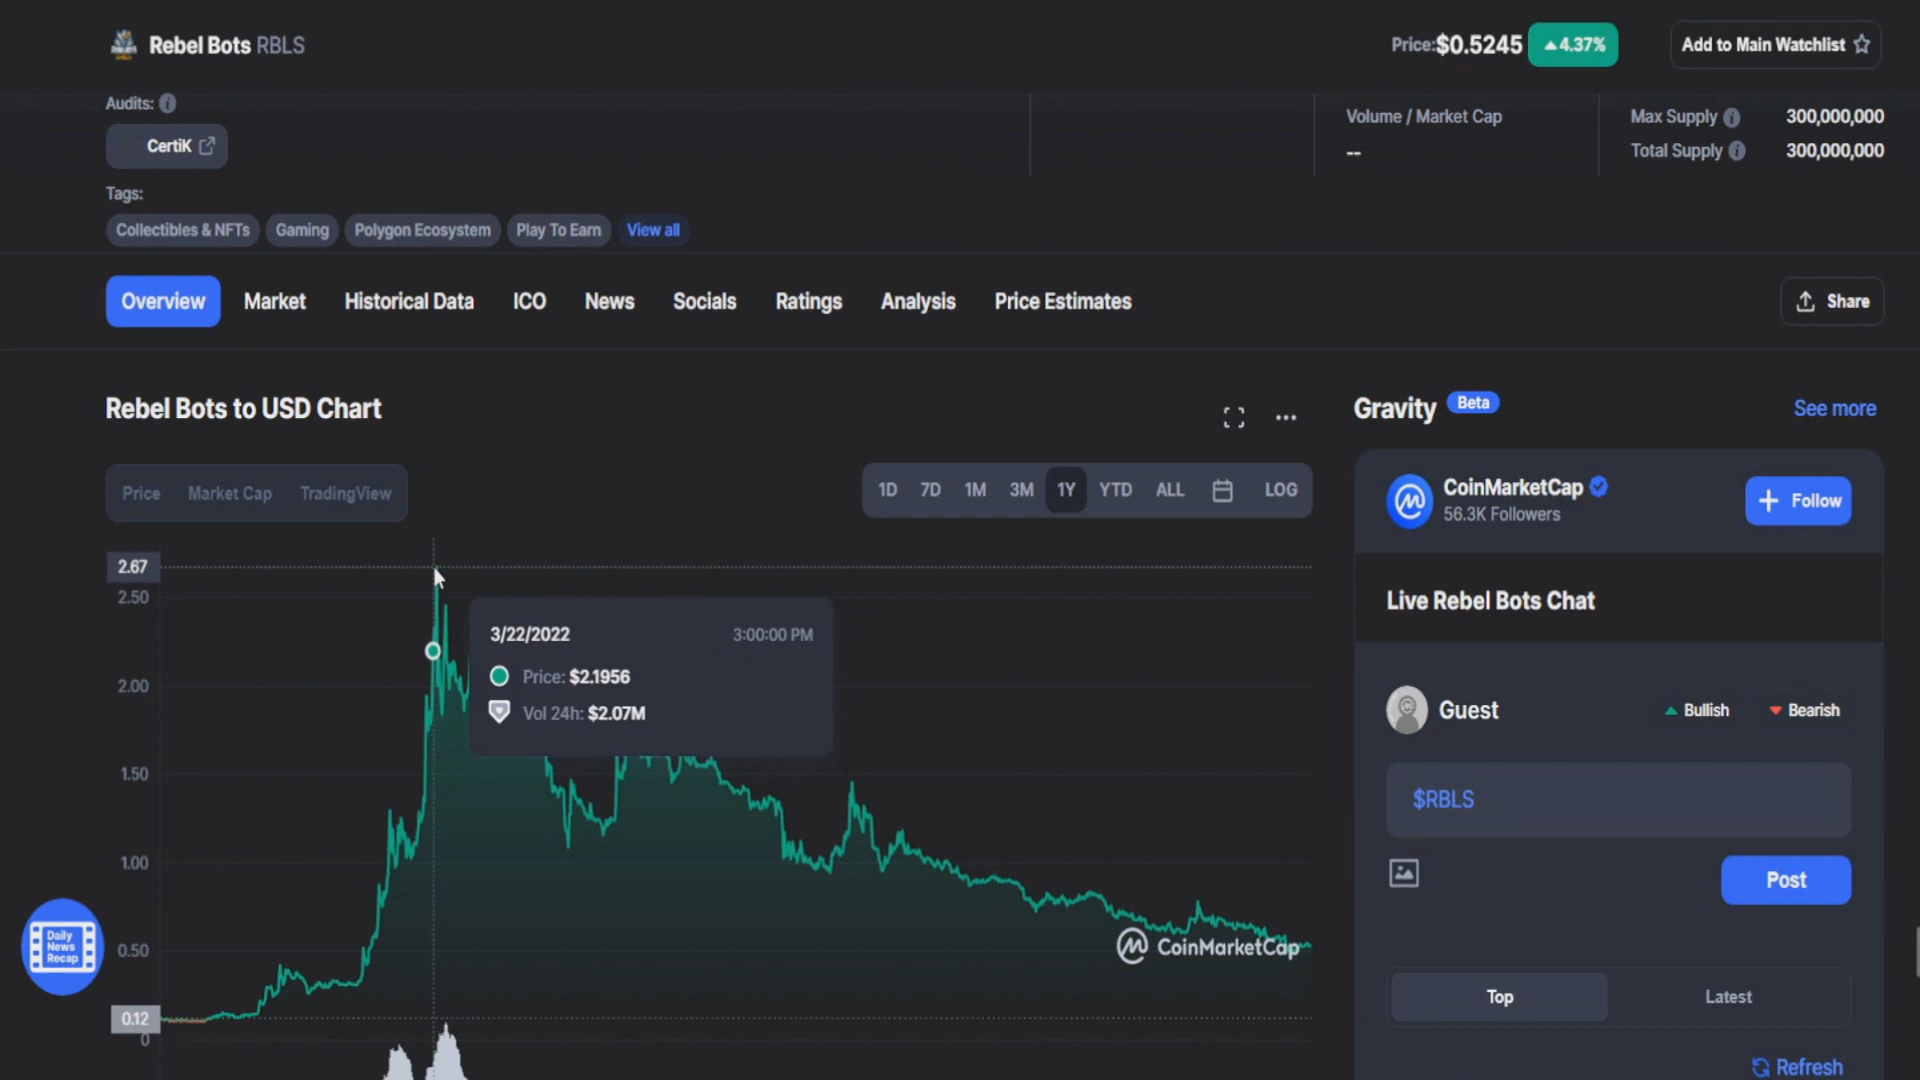 Rebel Bots RBLS
Price:$0.5245 4.37%
Add to Main Watchlist
Audits:
CertiK
Tags:
Collectibles & NFTs Gaming Polygon Ecosystem Play To Earn View all
Volume / Market Cap
--
Max Supply 300,000,000
Total Supply 300,000,000
Overview Market Historical Data ICO News Socials Ratings Analysis Price Estimates
Share
Rebel Bots to USD Chart
Price Market Cap TradingView
1D 7D 1M 3M 1Y YTD ALL LOG
2.67
2.50
2.00
1.50
1.00
0.50
0.12
0
3/22/2022 3:00:00 PM
Price: $2.1956
Vol 24h: $2.07M
CoinMarketCap
Daily
News
Recap
Gravity Beta
See more
CoinMarketCap
56.3K Followers
+ Follow
Live Rebel Bots Chat
Guest
Bullish Bearish
$RBLS
Post
Top Latest
Refresh